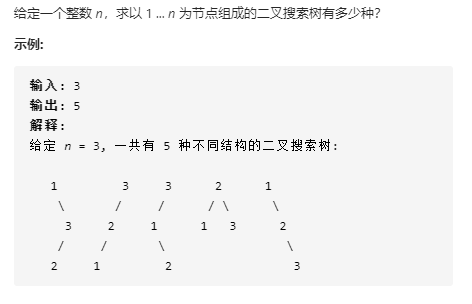 给定一个整数 n，求以 1 ... n 为节点组成的二叉搜索树有多少种？
示例:
输入: 3
输出: 5
解释:
给定 n = 3, 一共有 5 种不同结构的二叉搜索树:
   1         3     3      2      1
    \       /     /      / \      \
     3     2     1      1   3      2
    /     /       \                 \
   2     1         2                 3